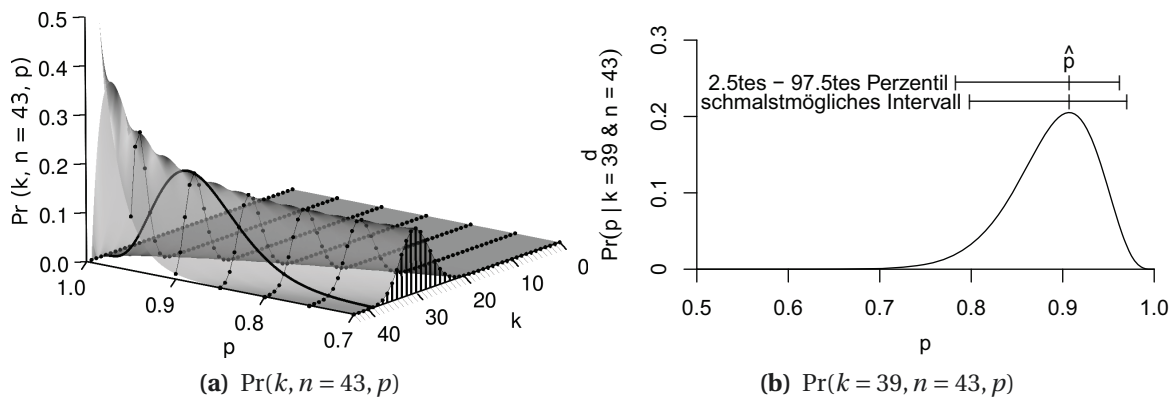 0.5
0.4
0.3
0.2
0.1
0.0
Pr (k, n = 43, p)
1.0
0.9
0.8
0.7
p
40
30
20
10
0
k
(a) Pr(k, n = 43, p)
0.3
0.2
0.1
0
Pr(p | k = 39 & n = 43)
d
p̂
2.5tes − 97.5tes Perzentil
schmalstmögliches Intervall
0.5 0.6 0.7 0.8 0.9 1.0
p
(b) Pr(k = 39, n = 43, p)